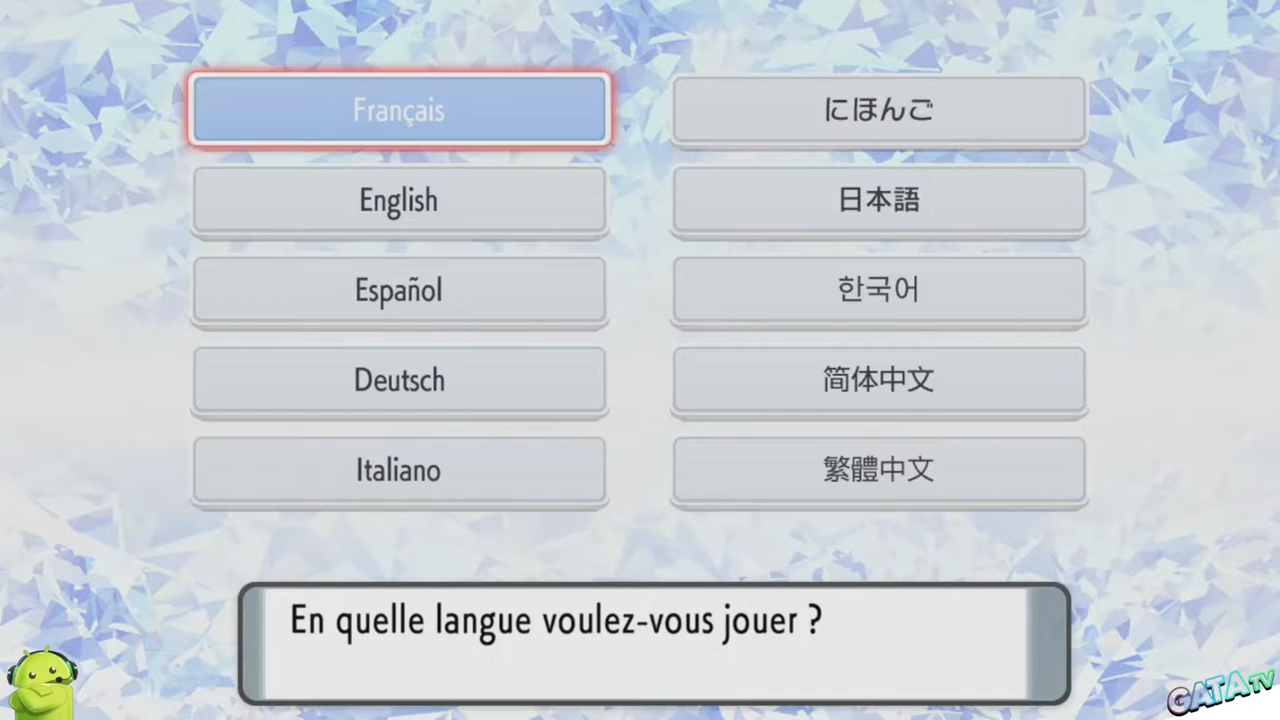 Français
English
Español
Deutsch
Italiano
にほんご
日本語
한국어
简体中文
繁體中文
En quelle langue voulez-vous jouer ?
GATA TV